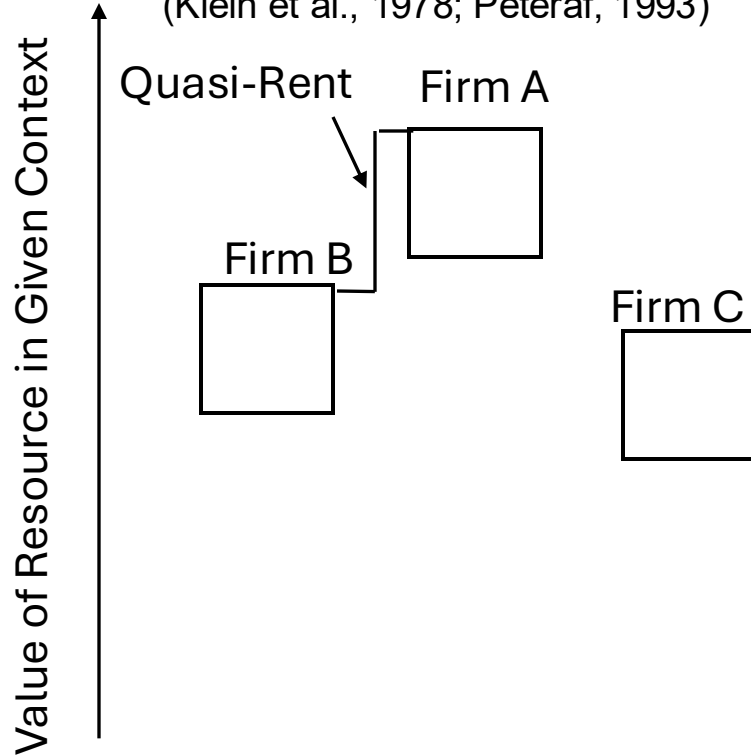 (Klein et al., 1978; Peteraf, 1993)
Quasi-Rent
Firm A
Firm B
Firm C
Value of Resource in Given Context